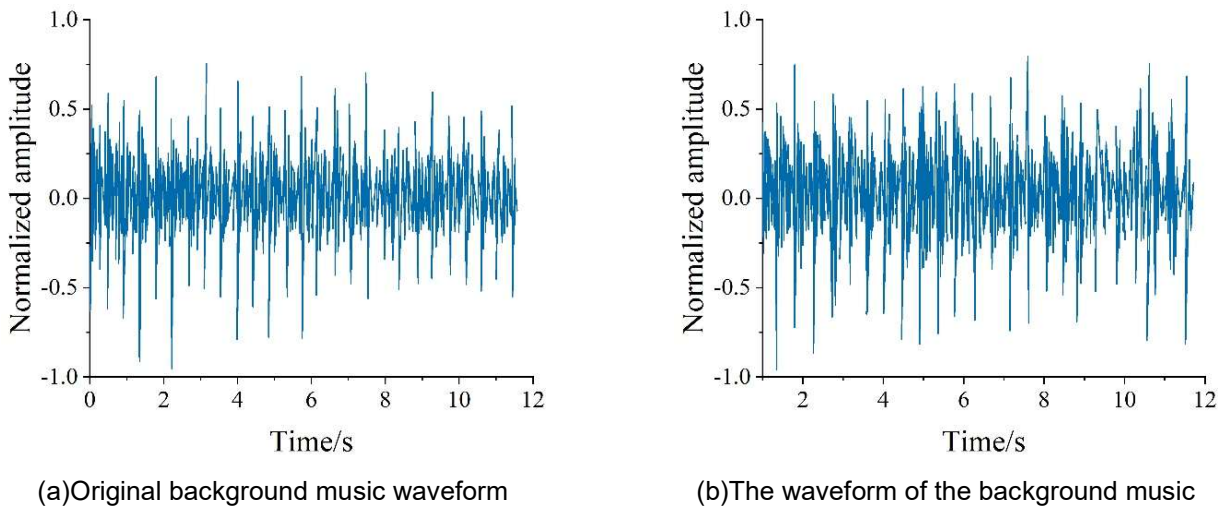 1.0
0.5
0.0
-0.5
-1.0
Normalized amplitude
0 2 4 6 8 10 12
Time/s
(a)Original background music waveform
1.0
0.5
0.0
-0.5
-1.0
Normalized amplitude
2 4 6 8 10 12
Time/s
(b)The waveform of the background music